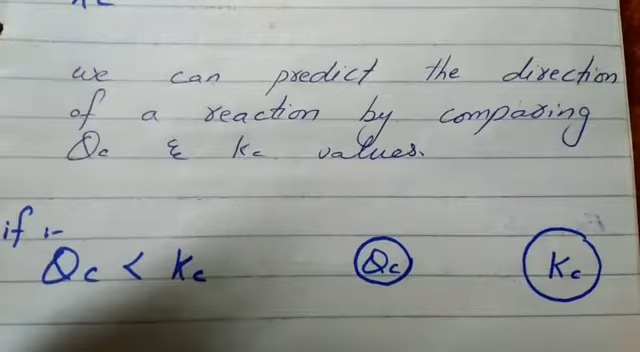 we can predict the direction
of a reaction by comparing
Qc & Kc values.
if :-
Qc < Kc Qc Kc